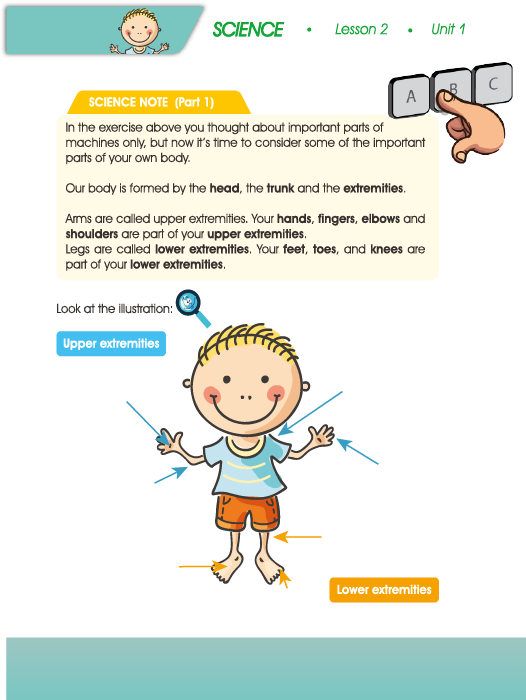 SCIENCE • Lesson 2 • Unit 1
A B C
SCIENCE NOTE (Part 1)
In the exercise above you thought about important parts of
machines only, but now it's time to consider some of the important
parts of your own body.
Our body is formed by the head, the trunk and the extremities.
Arms are called upper extremities. Your hands, fingers, elbows and
shoulders are part of your upper extremities.
Legs are called lower extremities. Your feet, toes, and knees are
part of your lower extremities.
Look at the illustration:
Upper extremities
Lower extremities